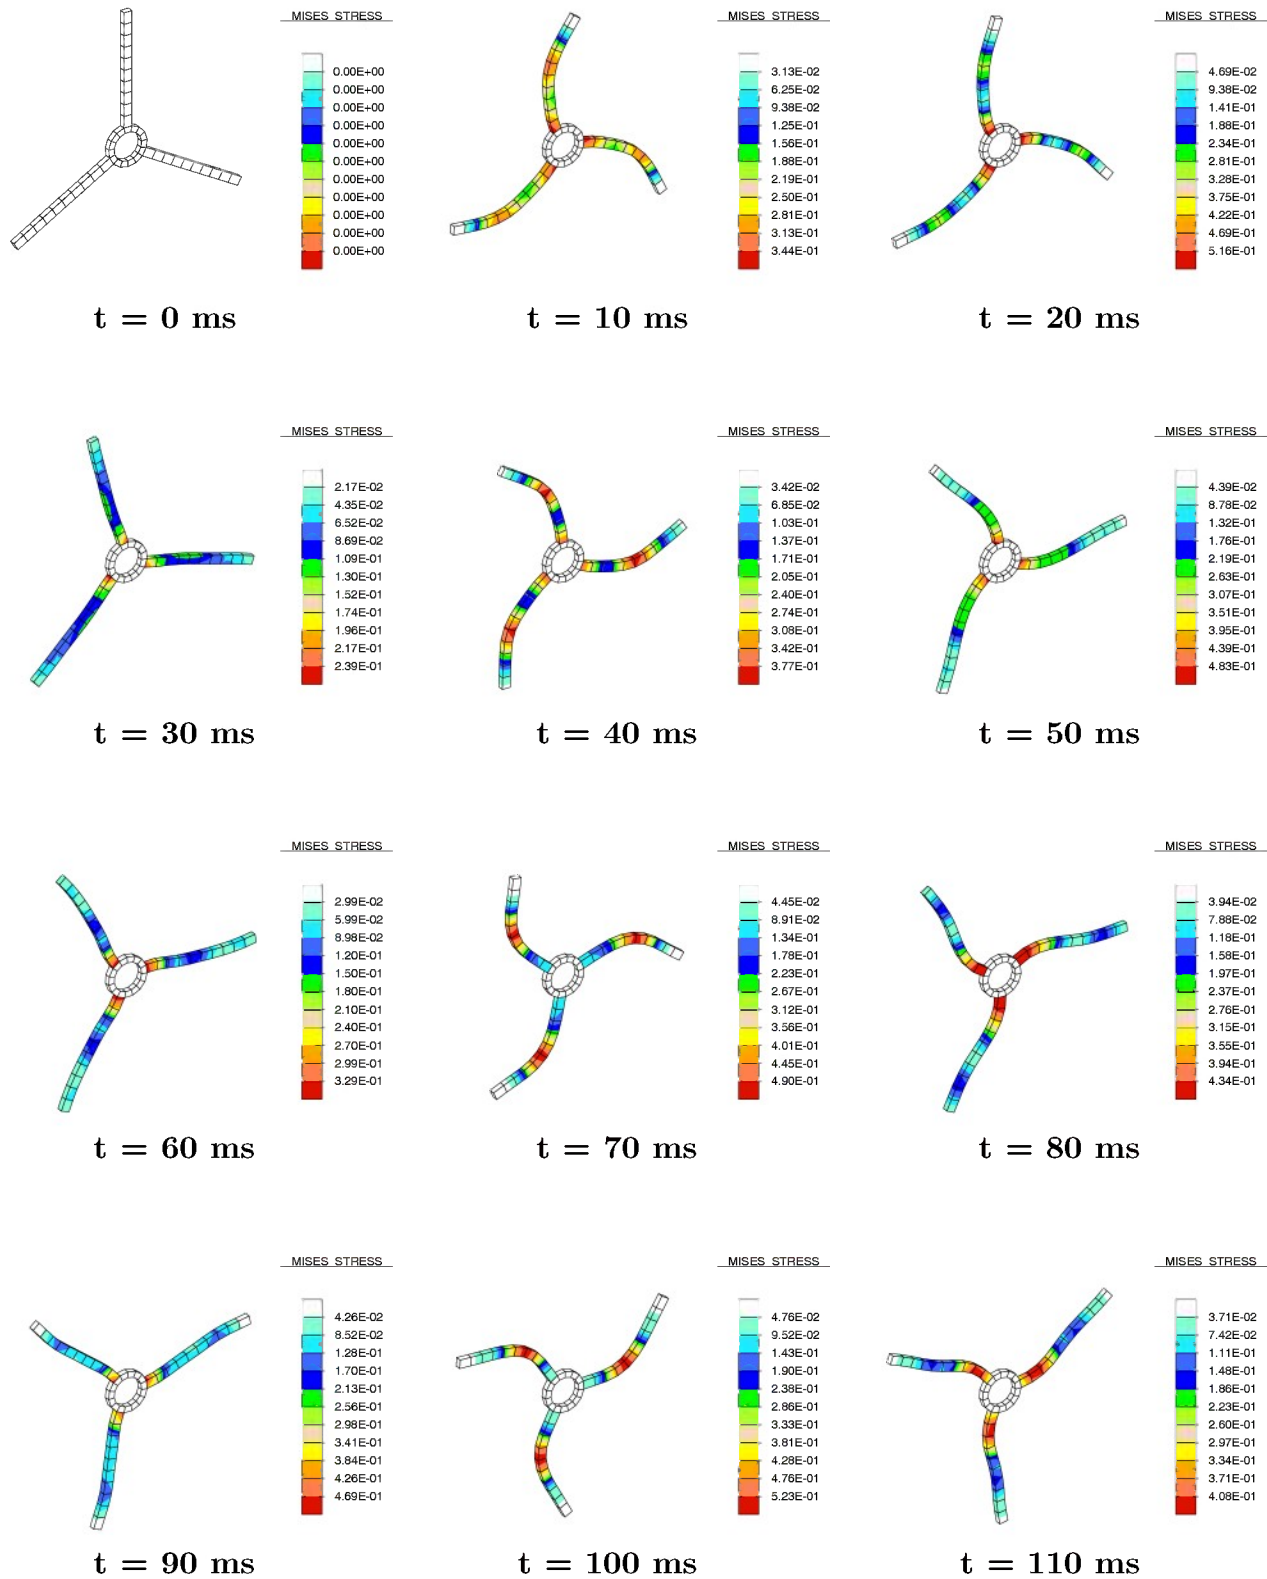 MISES STRESS
0.00E+00
0.00E+00
0.00E+00
0.00E+00
0.00E+00
0.00E+00
0.00E+00
0.00E+00
0.00E+00
0.00E+00
0.00E+00
t = 0 ms
MISES STRESS
3.13E-02
6.25E-02
9.38E-02
1.25E-01
1.56E-01
1.88E-01
2.19E-01
2.50E-01
2.81E-01
3.13E-01
3.44E-01
t = 10 ms
MISES STRESS
4.69E-02
9.38E-02
1.41E-01
1.88E-01
2.34E-01
2.81E-01
3.28E-01
3.75E-01
4.22E-01
4.69E-01
5.16E-01
t = 20 ms
MISES STRESS
2.17E-02
4.35E-02
6.52E-02
8.69E-02
1.09E-01
1.30E-01
1.52E-01
1.74E-01
1.96E-01
2.17E-01
2.39E-01
t = 30 ms
MISES STRESS
3.42E-02
6.85E-02
1.03E-01
1.37E-01
1.71E-01
2.05E-01
2.40E-01
2.74E-01
3.08E-01
3.42E-01
3.77E-01
t = 40 ms
MISES STRESS
4.39E-02
8.78E-02
1.32E-01
1.76E-01
2.19E-01
2.63E-01
3.07E-01
3.51E-01
3.95E-01
4.39E-01
4.83E-01
t = 50 ms
MISES STRESS
2.99E-02
5.99E-02
8.98E-02
1.20E-01
1.50E-01
1.80E-01
2.10E-01
2.40E-01
2.70E-01
2.99E-01
3.29E-01
t = 60 ms
MISES STRESS
4.45E-02
8.91E-02
1.34E-01
1.78E-01
2.23E-01
2.67E-01
3.12E-01
3.56E-01
4.01E-01
4.45E-01
4.90E-01
t = 70 ms
MISES STRESS
3.94E-02
7.88E-02
1.18E-01
1.58E-01
1.97E-01
2.37E-01
2.76E-01
3.15E-01
3.55E-01
3.94E-01
4.34E-01
t = 80 ms
MISES STRESS
4.26E-02
8.52E-02
1.28E-01
1.70E-01
2.13E-01
2.56E-01
2.98E-01
3.41E-01
3.84E-01
4.26E-01
4.69E-01
t = 90 ms
MISES STRESS
4.76E-02
9.52E-02
1.43E-01
1.90E-01
2.38E-01
2.86E-01
3.33E-01
3.81E-01
4.28E-01
4.76E-01
5.23E-01
t = 100 ms
MISES STRESS
3.71E-02
7.42E-02
1.11E-01
1.48E-01
1.86E-01
2.23E-01
2.60E-01
2.97E-01
3.34E-01
3.71E-01
4.08E-01
t = 110 ms